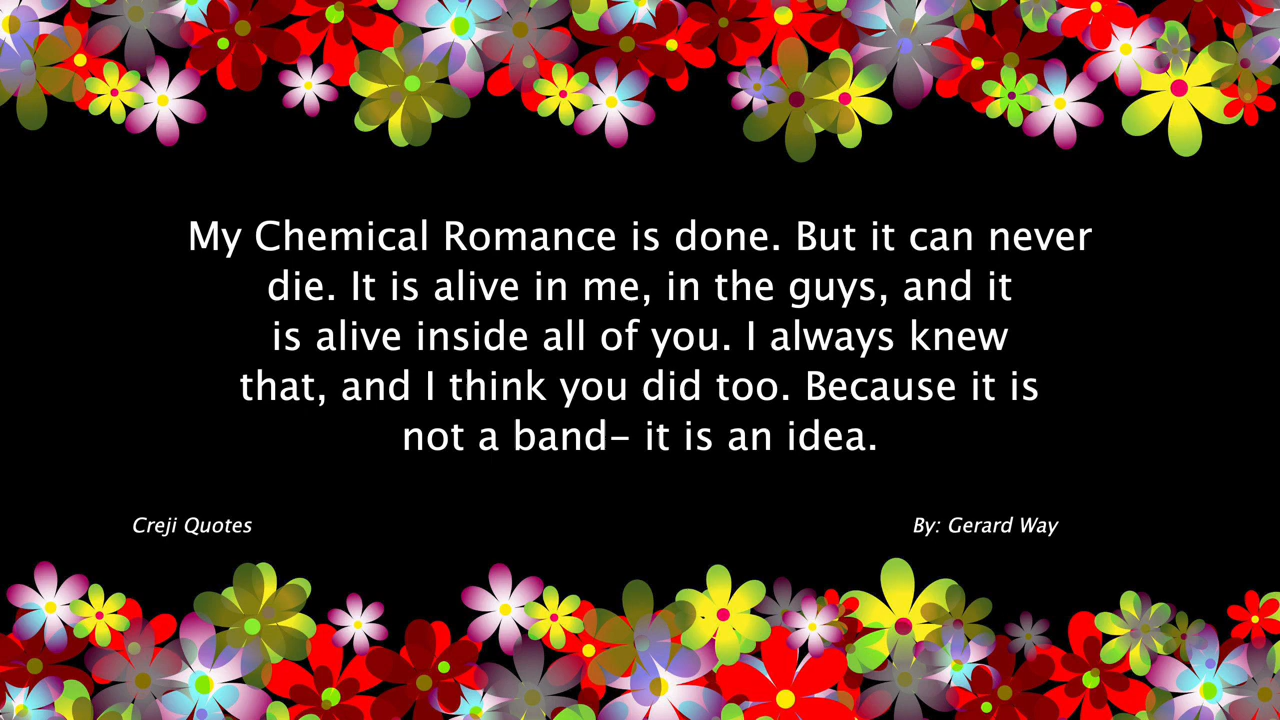 My Chemical Romance is done. But it can never
die. It is alive in me, in the guys, and it
is alive inside all of you. I always knew
that, and I think you did too. Because it is
not a band– it is an idea.
Creji Quotes
By: Gerard Way